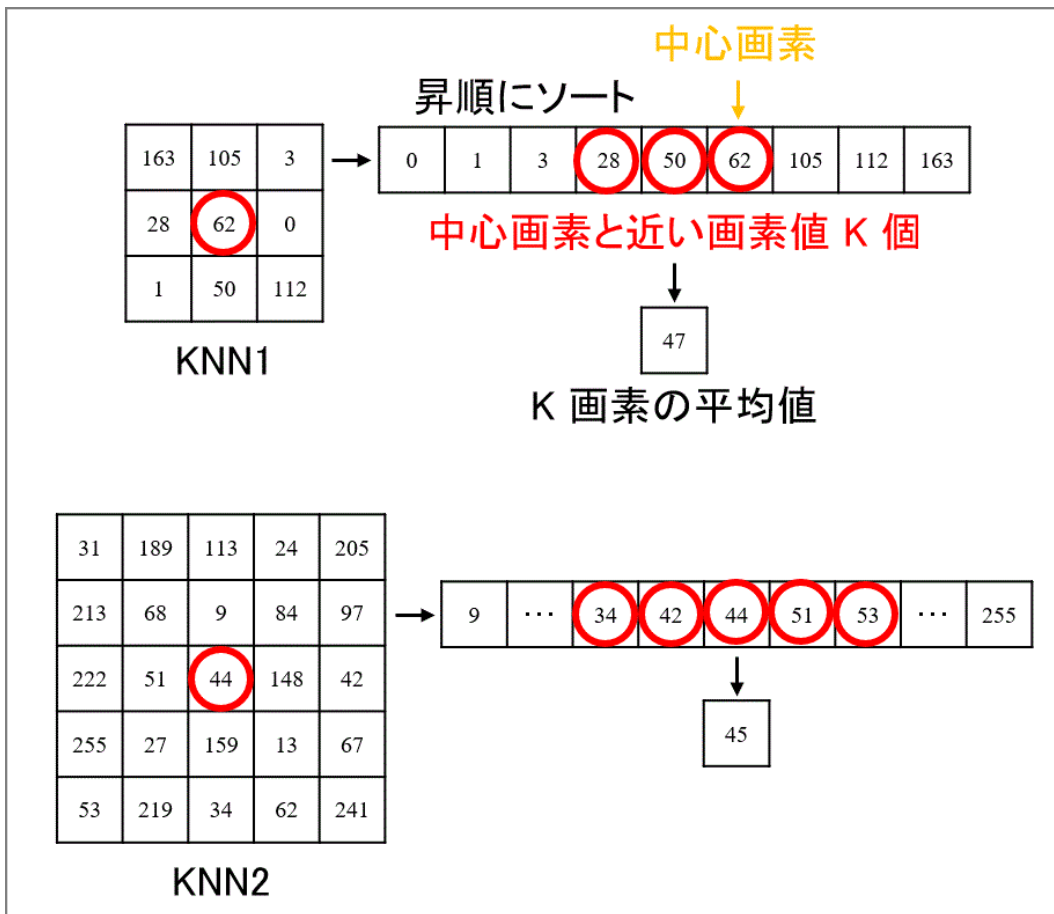 中心画素
昇順にソート
163 105 3
28 62 0
1 50 112
0 1 3 28 50 62 105 112 163
中心画素と近い画素値 K 個
47
KNN1
K 画素の平均値
31 189 113 24 205
213 68 9 84 97
222 51 44 148 42
255 27 159 13 67
53 219 34 62 241
9 ⋯ 34 42 44 51 53 ⋯ 255
45
KNN2